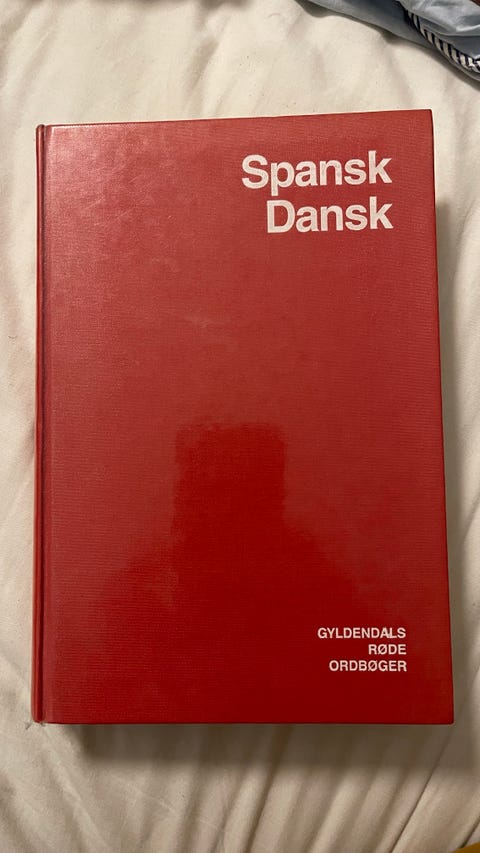 Spansk
Dansk
GYLDENDALS
RØDE
ORDBØGER